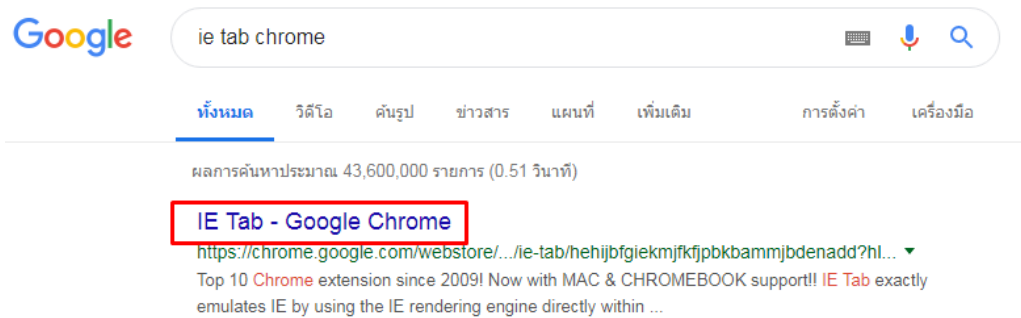 Google ie tab chrome
ทั้งหมด วิดีโอ ค้นรูป ข่าวสาร แผนที่ เพิ่มเติม การตั้งค่า เครื่องมือ
ผลการค้นหาประมาณ 43,600,000 รายการ (0.51 วินาที)
IE Tab - Google Chrome
https://chrome.google.com/webstore/.../ie-tab/hehijbfgiekmjfkfjpbkbammjbdenadd?hl...
Top 10 Chrome extension since 2009! Now with MAC & CHROMEBOOK support!! IE Tab exactly
emulates IE by using the IE rendering engine directly within ...